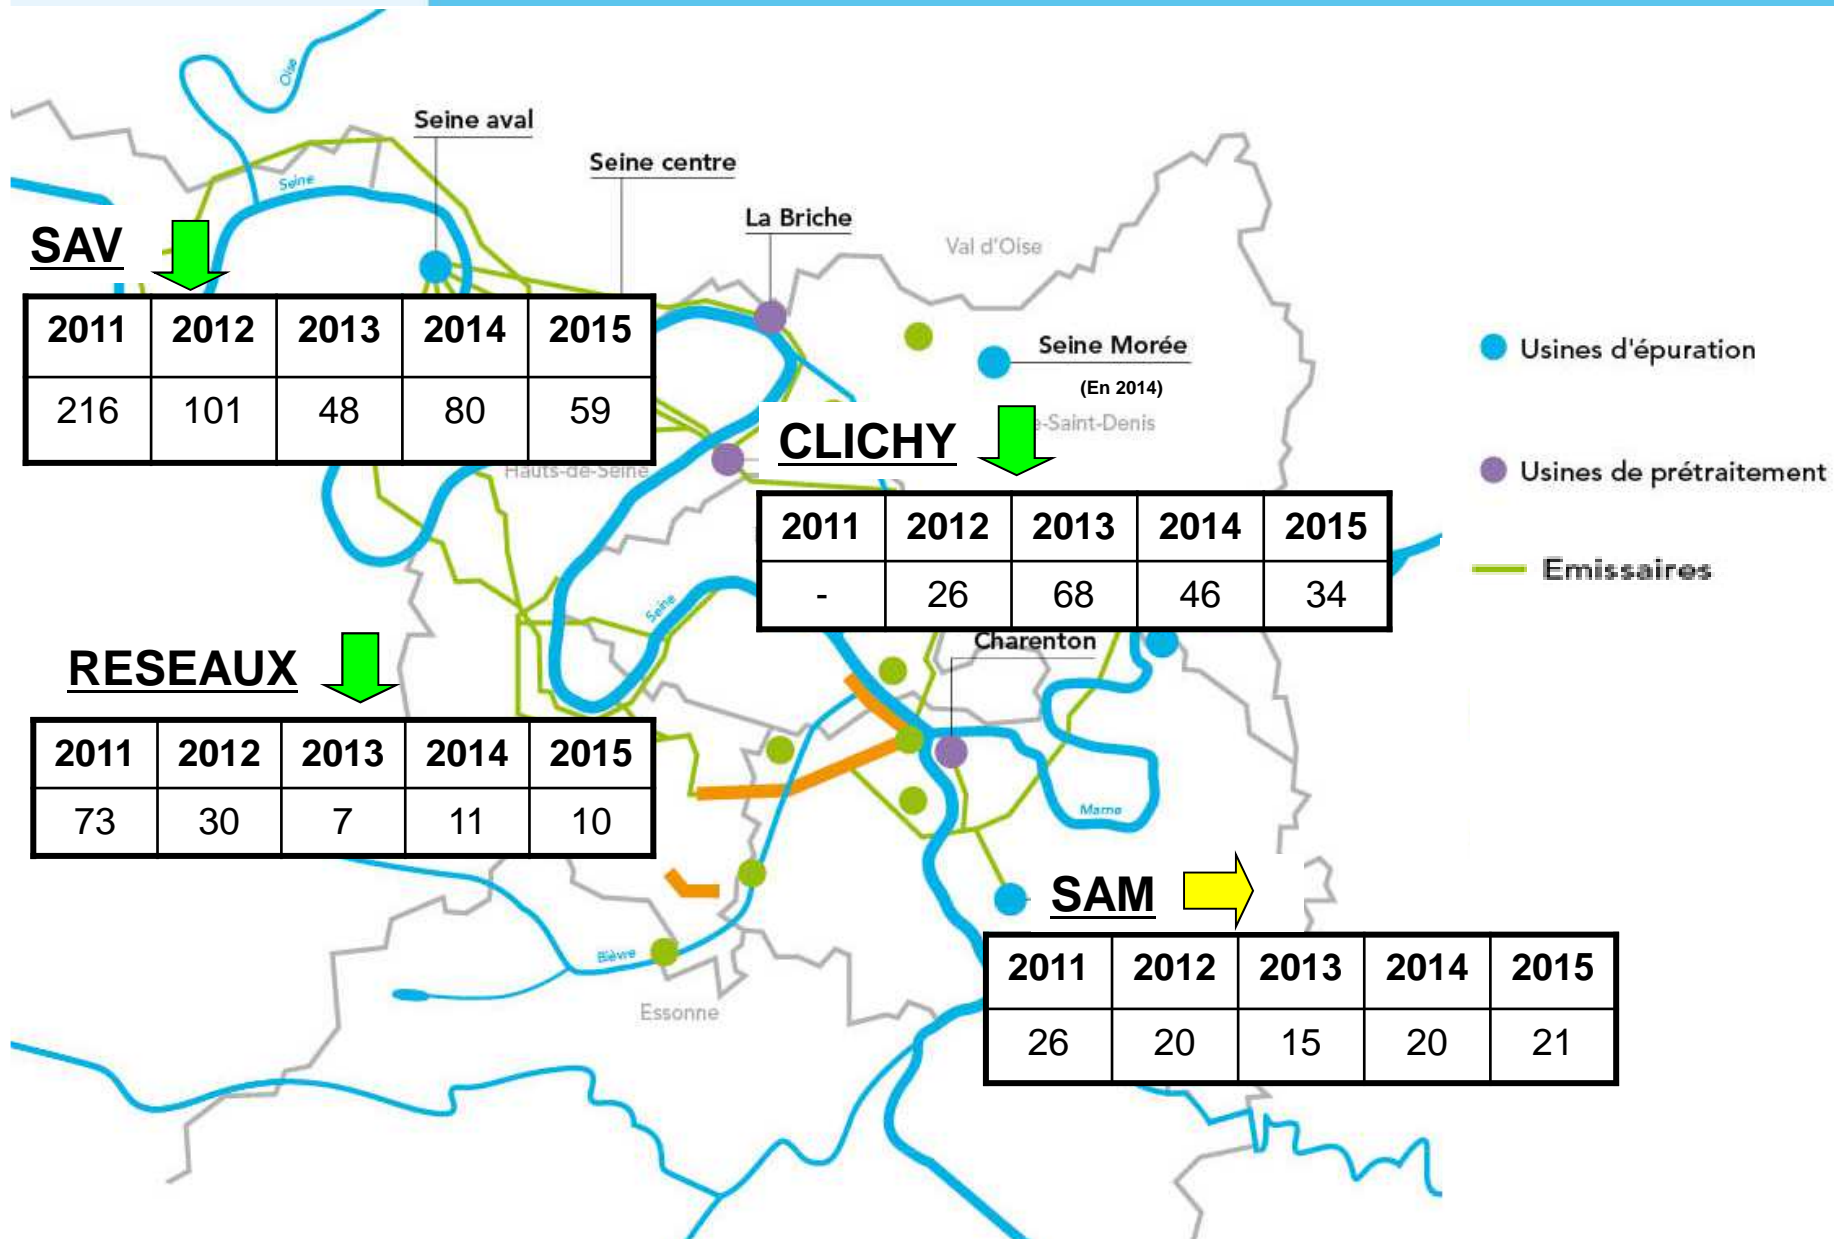 Oise
Seine aval
Seine centre
Seine
La Briche
Val d'Oise
SAV
2011 2012 2013 2014 2015
216 101 48 80 59
Seine Morée
(En 2014)
e-Saint-Denis
Usines d'épuration
Usines de prétraitement
Emissaires
Hauts-de-Seine
CLICHY
2011 2012 2013 2014 2015
- 26 68 46 34
Seine
Charenton
RESEAUX
2011 2012 2013 2014 2015
73 30 7 11 10
Marne
SAM
2011 2012 2013 2014 2015
26 20 15 20 21
Bièvre
Essonne